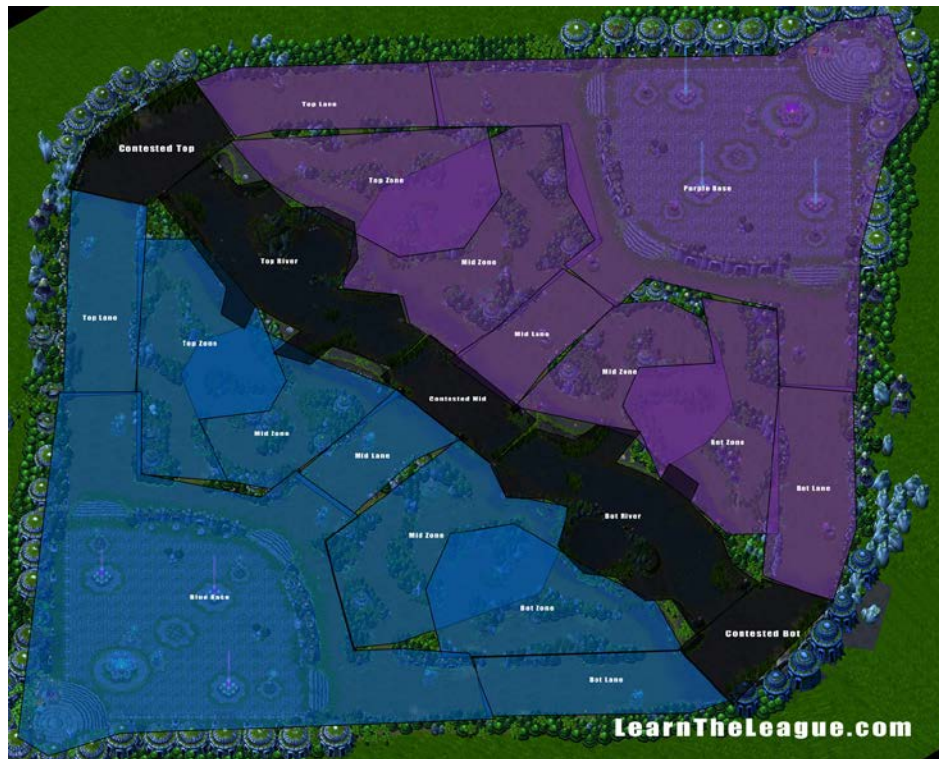 Top Lane
Contested Top
Top Zone
Purple Base
Top River
Mid Zone
Top Lane
Mid Lane
Top Zone
Mid Zone
Contested Mid
Mid Zone
Bot Zone
Mid Lane
Bot Lane
Bot River
Mid Zone
Blue Base
Bot Zone
Contested Bot
Bot Lane
LearnTheLeague.com